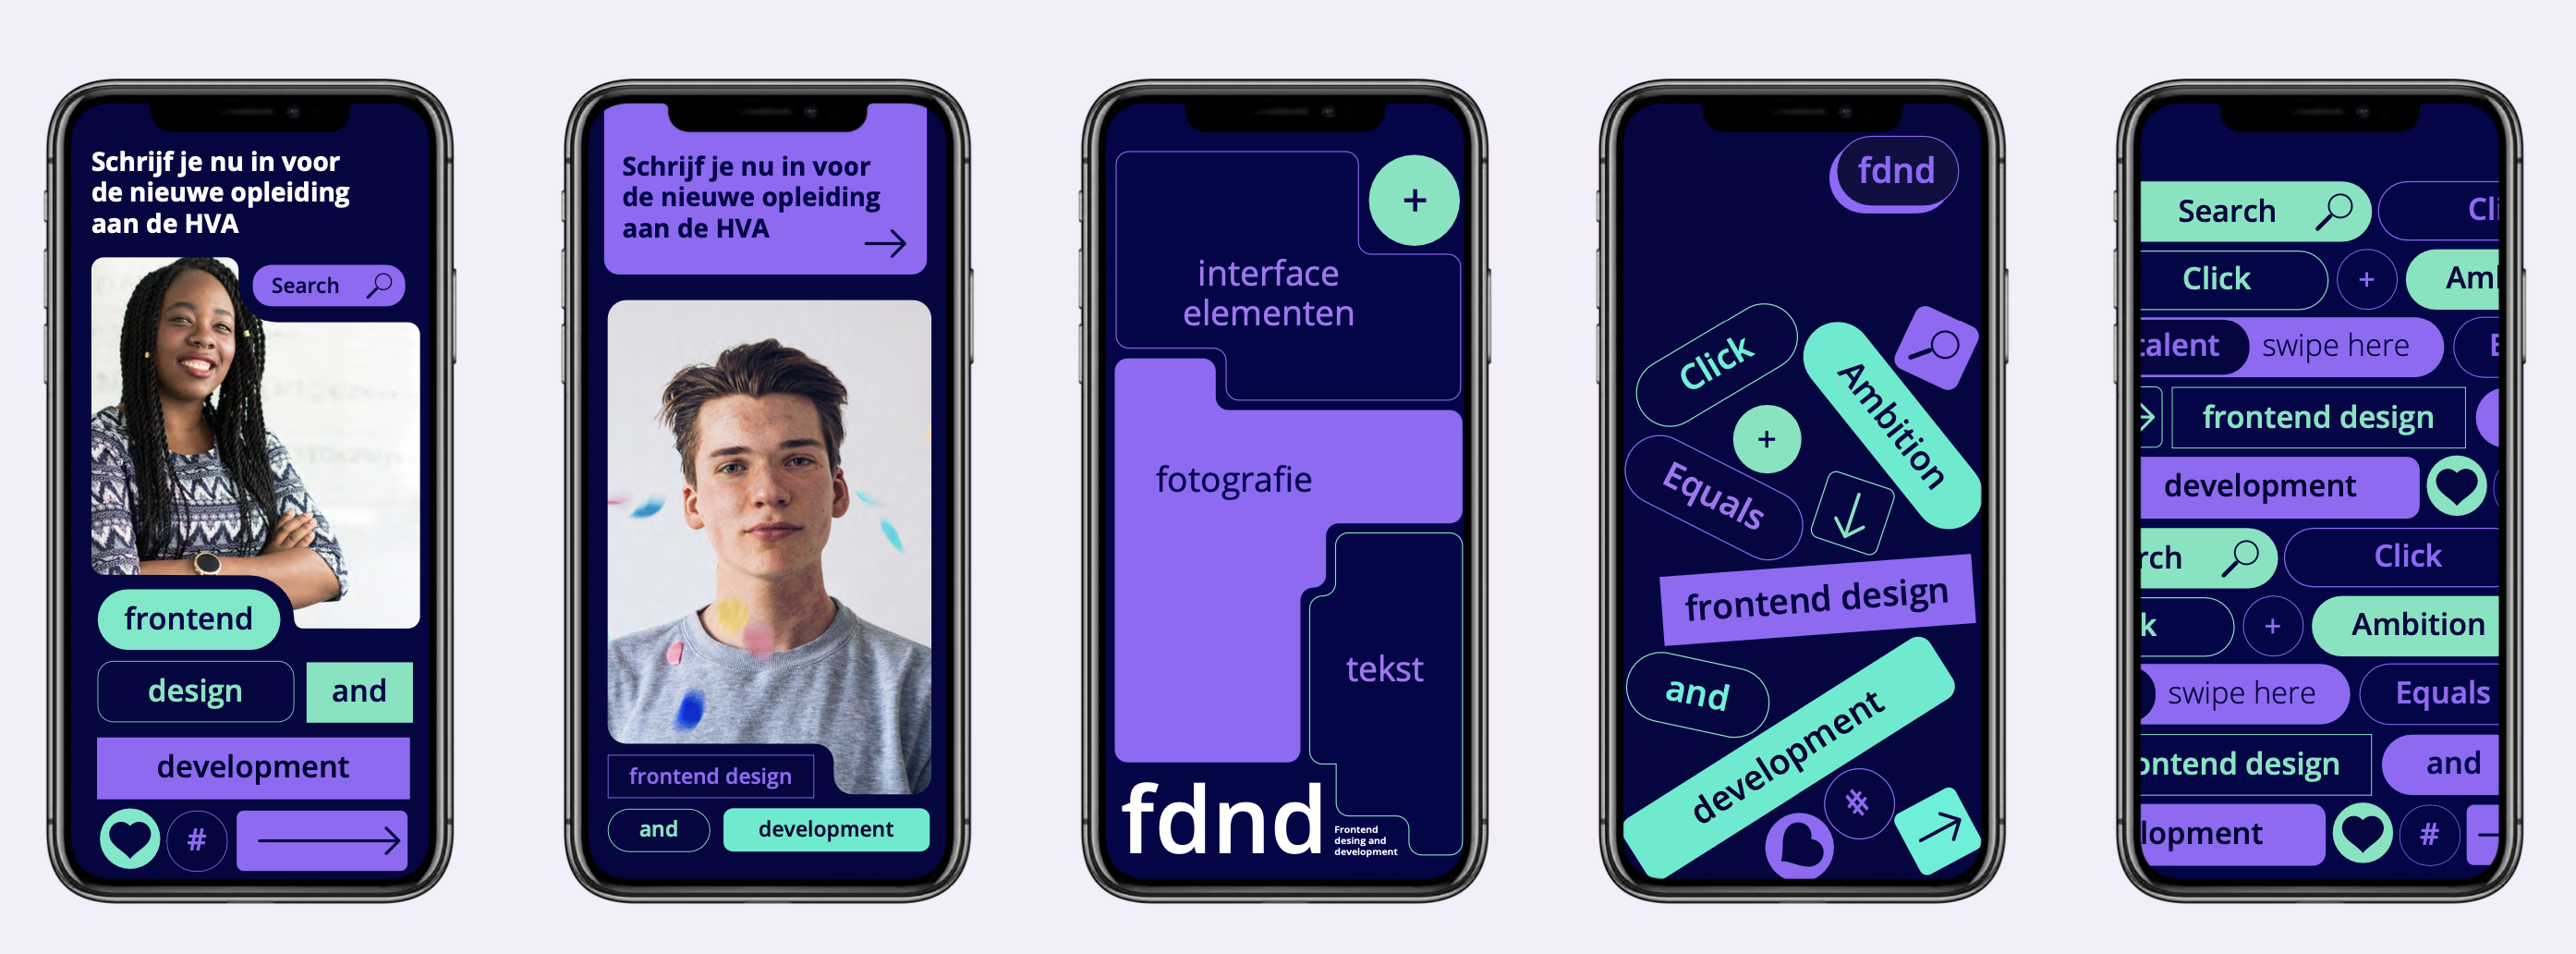 Schrijf je nu in voor
de nieuwe opleiding
aan de HVA
Search
frontend
design
and
development
#
Schrijf je nu in voor
de nieuwe opleiding
aan de HVA
frontend design
and
development
+
interface
elementen
fotografie
tekst
fdnd
Frontend
desing and
development
fdnd
Click
Ambition
+
Equals
frontend design
and
development
#
Search
Cli
Click
+
Aml
talent
swipe here
E
frontend design
development
rch
Click
k
+
Ambition
swipe here
Equals
ontend design
and
lopment
#